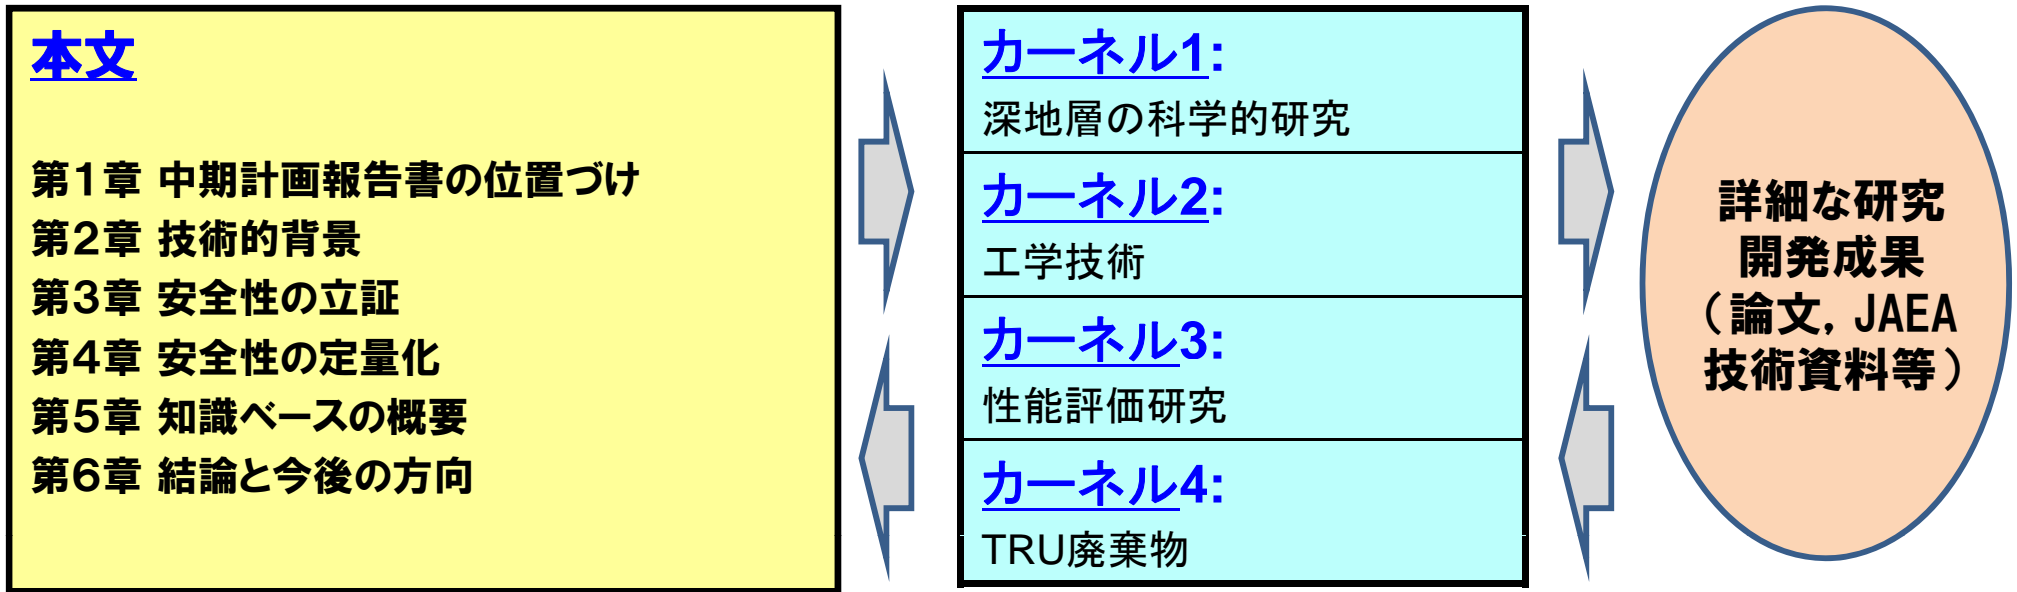 本文
第1章 中期計画報告書の位置づけ
第2章 技術的背景
第3章 安全性の立証
第4章 安全性の定量化
第5章 知識ベースの概要
第6章 結論と今後の方向
カーネル1:
深地層の科学的研究
カーネル2:
工学技術
カーネル3:
性能評価研究
カーネル4:
TRU廃棄物
詳細な研究
開発成果
（論文, JAEA
技術資料等）